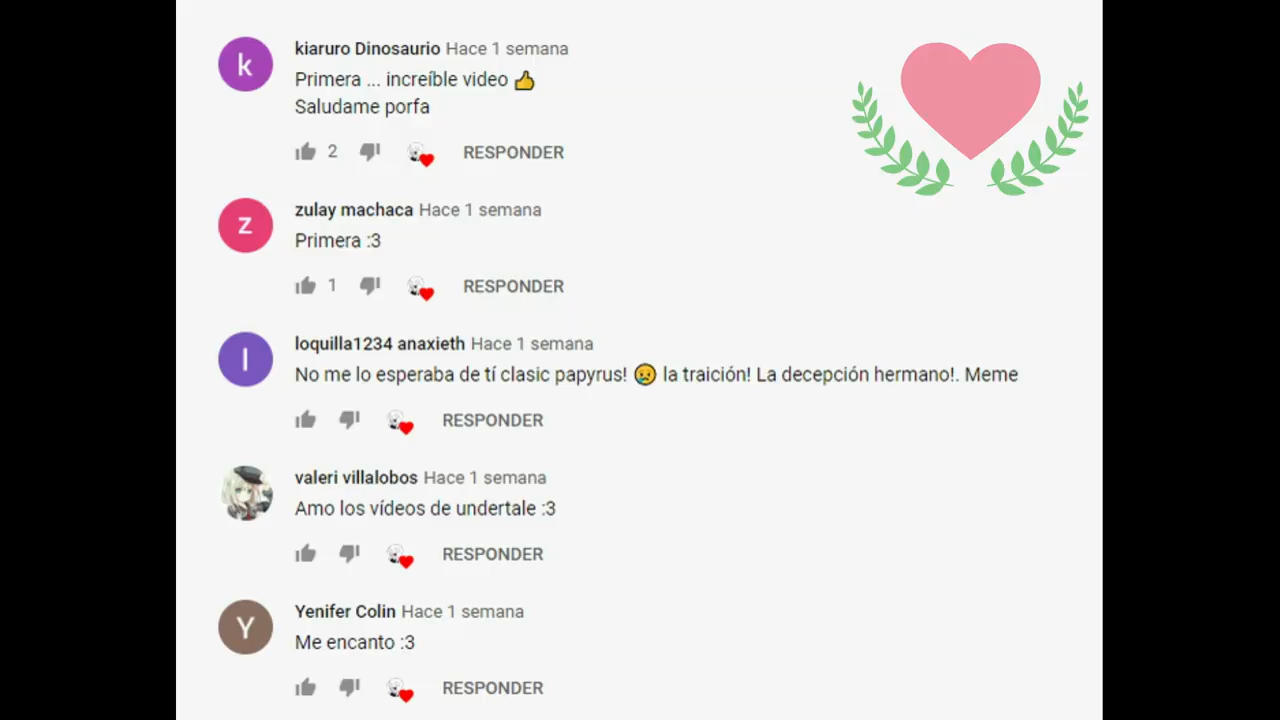 k
kiaruro Dinosaurio Hace 1 semana
Primera ... increíble video 👍
Saludame porfa
2 RESPONDER
z
zulay machaca Hace 1 semana
Primera :3
1 RESPONDER
l
loquilla1234 anaxieth Hace 1 semana
No me lo esperaba de tí clasic papyrus! 😢 la traición! La decepción hermano!. Meme
RESPONDER
valeri villalobos Hace 1 semana
Amo los vídeos de undertale :3
RESPONDER
Y
Yenifer Colin Hace 1 semana
Me encanto :3
RESPONDER